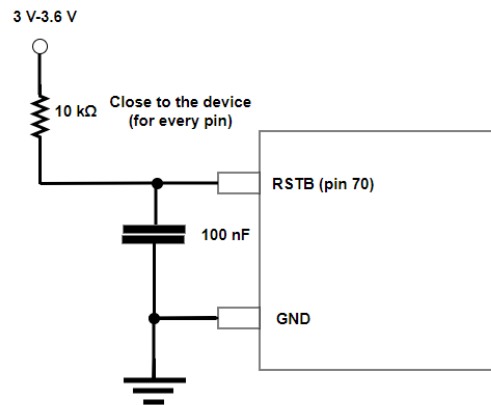 3 V-3.6 V
10 kΩ
Close to the device
(for every pin)
RSTB (pin 70)
100 nF
GND